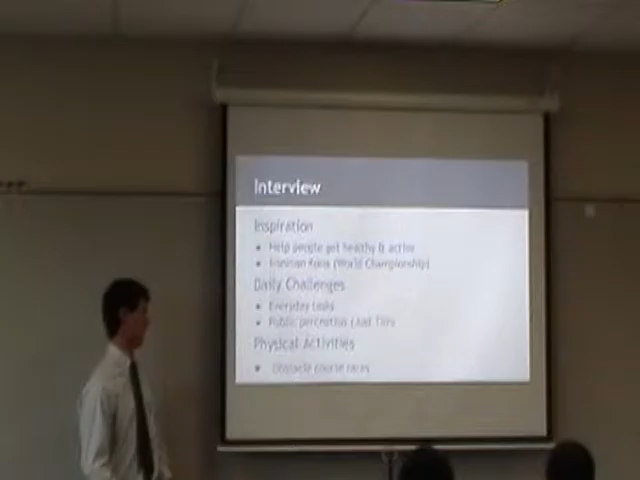 Interview
Inspiration
Help people get healthy & active
Ironman Kona (World Championship)
Daily Challenges
Everyday tasks
Public perception (
Physical Activities
Obstacle course races